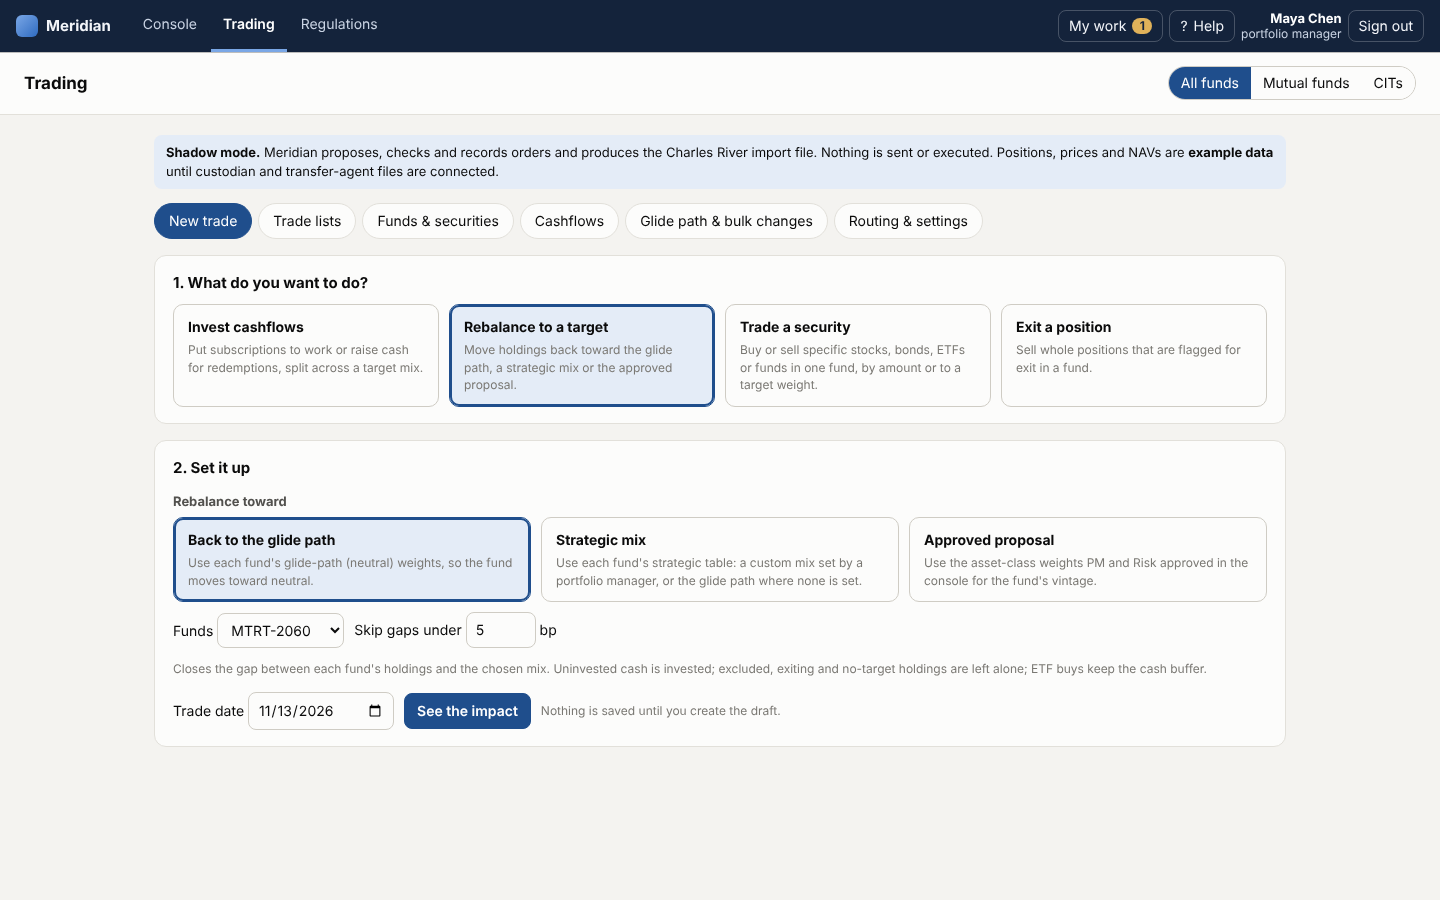 Meridian
Console
Trading
Regulations
My work 1
? Help
Maya Chen
portfolio manager
Sign out
Trading
All funds
Mutual funds
CITs
Shadow mode. Meridian proposes, checks and records orders and produces the Charles River import file. Nothing is sent or executed. Positions, prices and NAVs are example data
until custodian and transfer-agent files are connected.
New trade
Trade lists
Funds & securities
Cashflows
Glide path & bulk changes
Routing & settings
1. What do you want to do?
Invest cashflows
Put subscriptions to work or raise cash
for redemptions, split across a target mix.
Rebalance to a target
Move holdings back toward the glide
path, a strategic mix or the approved
proposal.
Trade a security
Buy or sell specific stocks, bonds, ETFs
or funds in one fund, by amount or to a
target weight.
Exit a position
Sell whole positions that are flagged for
exit in a fund.
2. Set it up
Rebalance toward
Back to the glide path
Use each fund's glide-path (neutral) weights, so the fund
moves toward neutral.
Strategic mix
Use each fund's strategic table: a custom mix set by a
portfolio manager, or the glide path where none is set.
Approved proposal
Use the asset-class weights PM and Risk approved in the
console for the fund's vintage.
Funds MTRT-2060 Skip gaps under 5 bp
Closes the gap between each fund's holdings and the chosen mix. Uninvested cash is invested; excluded, exiting and no-target holdings are left alone; ETF buys keep the cash buffer.
Trade date 11/13/2026 See the impact Nothing is saved until you create the draft.